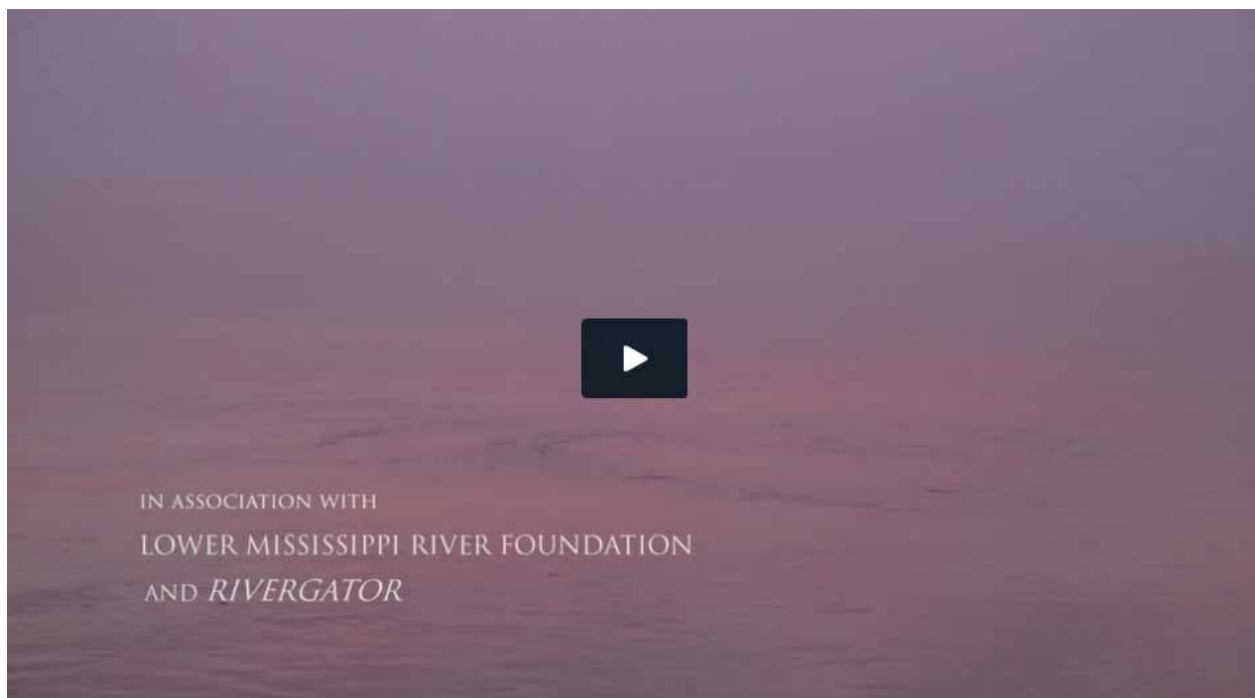 IN ASSOCIATION WITH
LOWER MISSISSIPPI RIVER FOUNDATION
AND RIVERGATOR